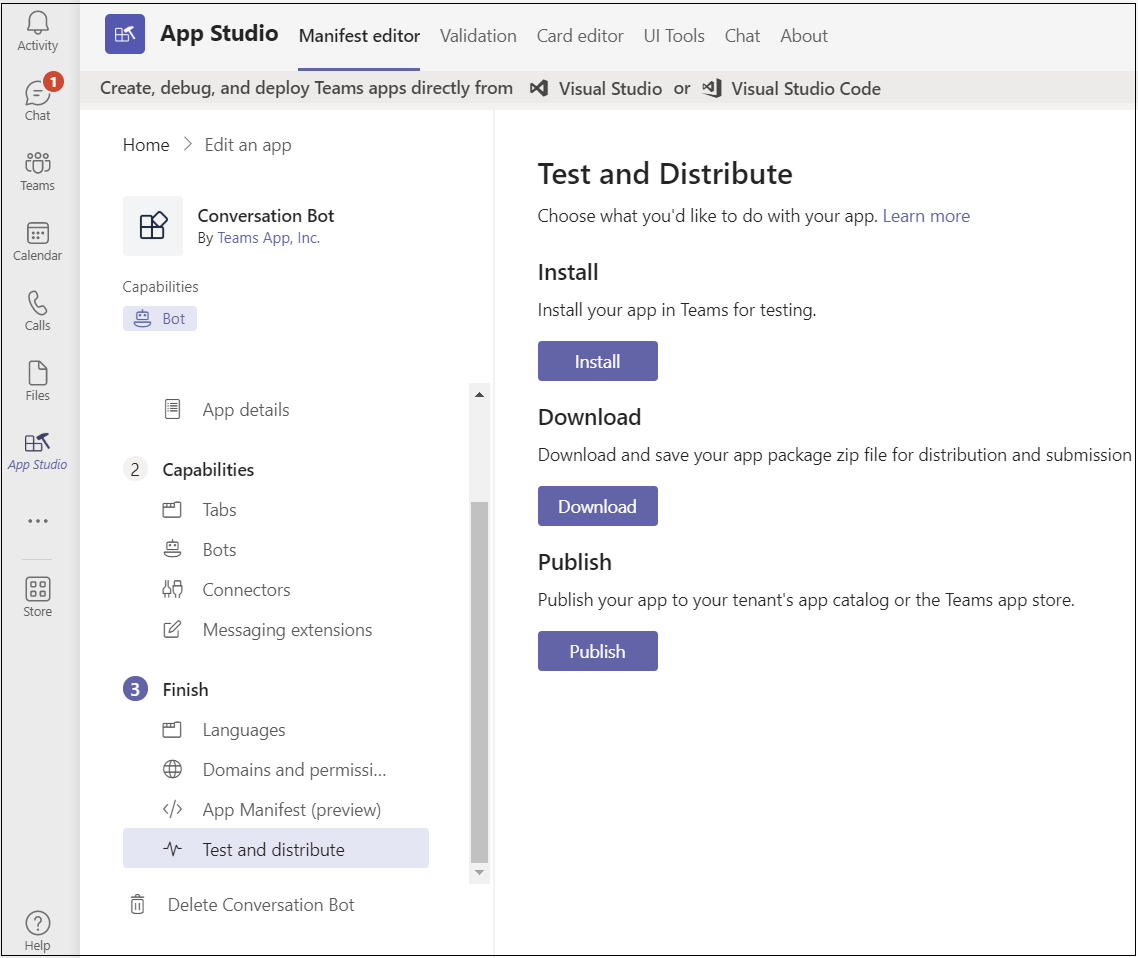 Activity
1
Chat
Teams
Calendar
Calls
Files
App Studio
Store
Help
App Studio
Manifest editor Validation Card editor UI Tools Chat About
Create, debug, and deploy Teams apps directly from Visual Studio or Visual Studio Code
Home > Edit an app
Conversation Bot
By Teams App, Inc.
Capabilities
Bot
App details
2 Capabilities
Tabs
Bots
Connectors
Messaging extensions
3 Finish
Languages
Domains and permissi...
App Manifest (preview)
Test and distribute
Delete Conversation Bot
Test and Distribute
Choose what you'd like to do with your app. Learn more
Install
Install your app in Teams for testing.
Install
Download
Download and save your app package zip file for distribution and submission
Download
Publish
Publish your app to your tenant's app catalog or the Teams app store.
Publish